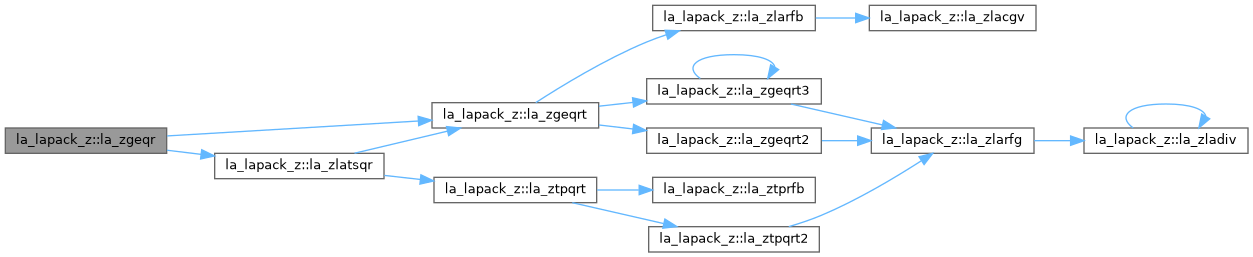 la_lapack_z::la_zlarfb
la_lapack_z::la_zlacgv
la_lapack_z::la_zgeqrt3
la_lapack_z::la_zgeqrt
la_lapack_z::la_zgeqr
la_lapack_z::la_zgeqrt2
la_lapack_z::la_zlarfg
la_lapack_z::la_zladiv
la_lapack_z::la_zlatsqr
la_lapack_z::la_ztpqrt
la_lapack_z::la_ztprfb
la_lapack_z::la_ztpqrt2